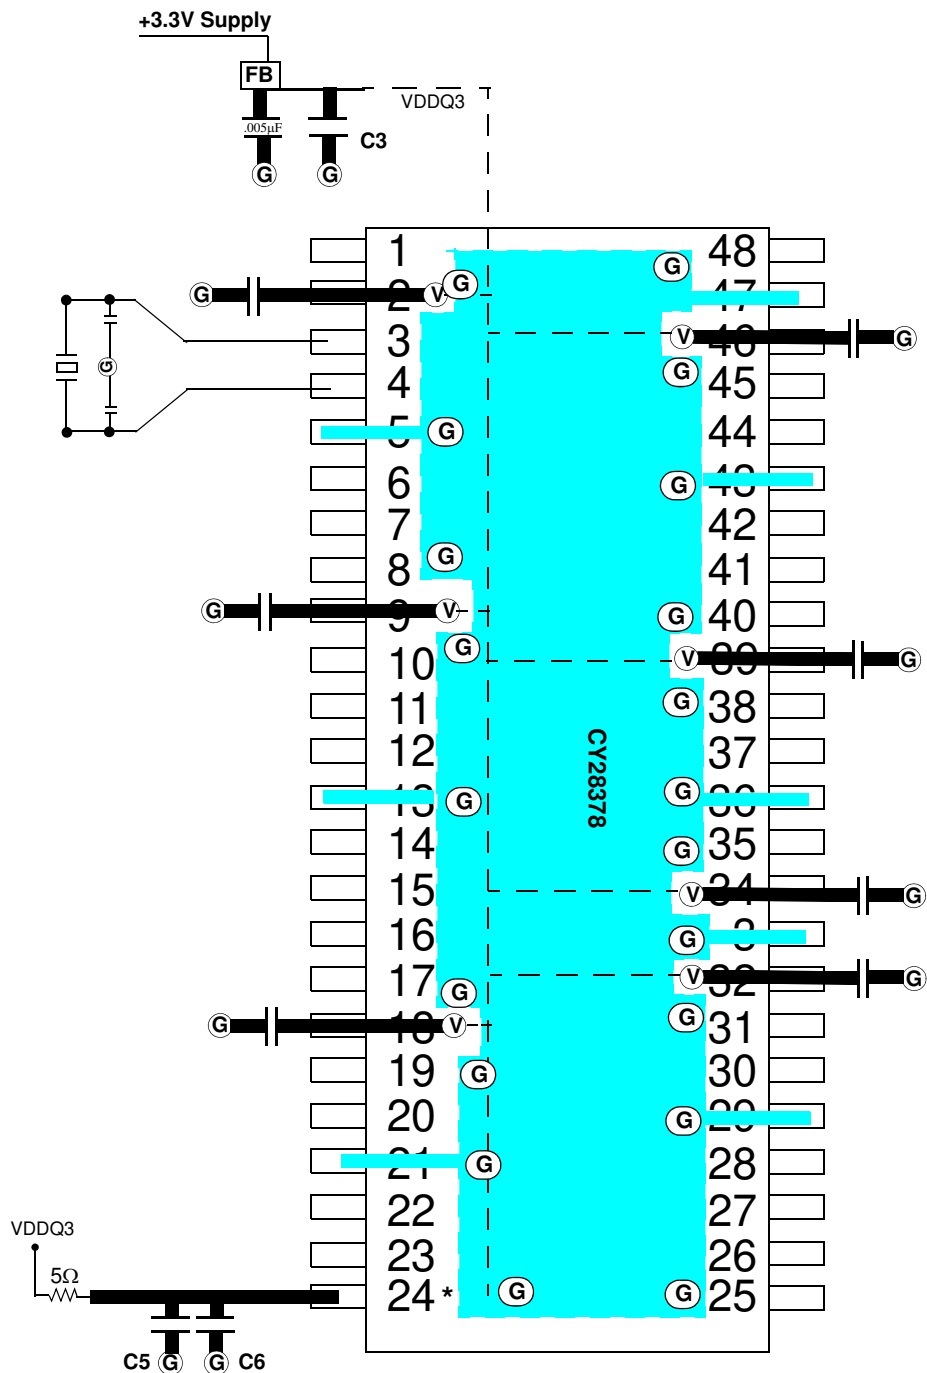 +3.3V Supply
FB
VDDQ3
.005µF
C3
G G
1 G G 48
G 2 V 47
3 V 46 G
G
4 G 45
5 G 44
6 G 43
7 42
8 G 41
G 9 V G 40
10 G V 39 G
11 G 38
12 37
CY28378
13 G G 36
14 G 35
15 V 34 G
16 G 3
17 G V 32 G
G 18 V G 31
19 G 30
20 G 29
21 G 28
22 27
VDDQ3
23 26
5Ω
24 * G G 25
C5 G G C6